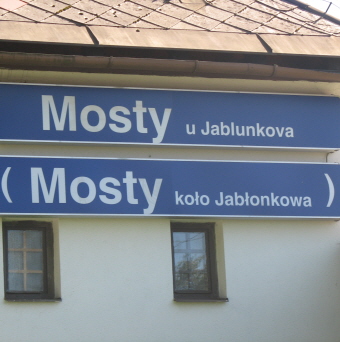 Mosty u Jablunkova
( Mosty koło Jabłonkowa )